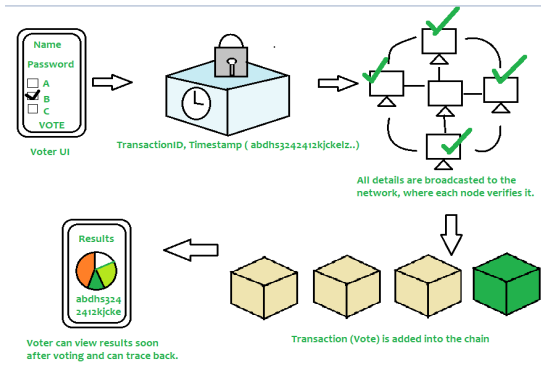 Name
Password
A
B
C
VOTE
Voter UI
TransactionID, Timestamp ( abdhs3242412kjckelz..)
All details are broadcasted to the
network, where each node verifies it.
Results
abdhs324
2412kjcke
Voter can view results soon
after voting and can trace back.
Transaction (Vote) is added into the chain